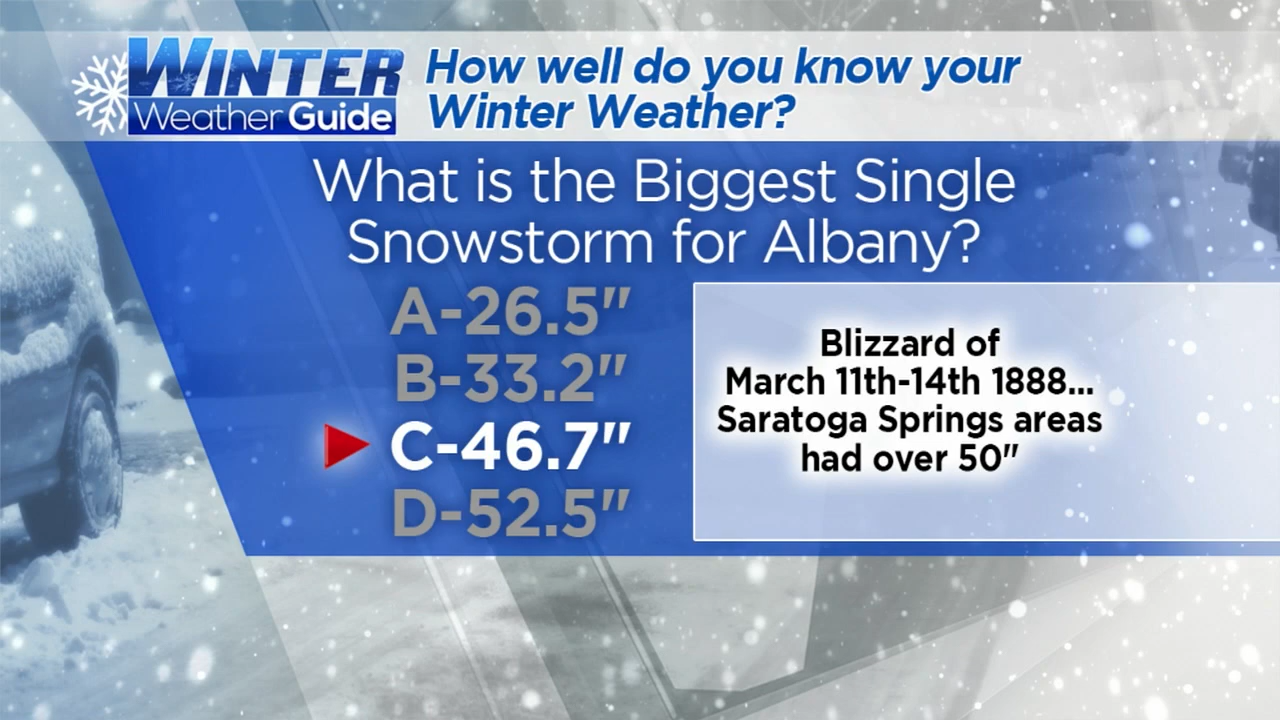 WINTER
Weather Guide
How well do you know your
Winter Weather?
What is the Biggest Single
Snowstorm for Albany?
A-26.5"
B-33.2"
C-46.7"
D-52.5"
Blizzard of
March 11th-14th 1888...
Saratoga Springs areas
had over 50"